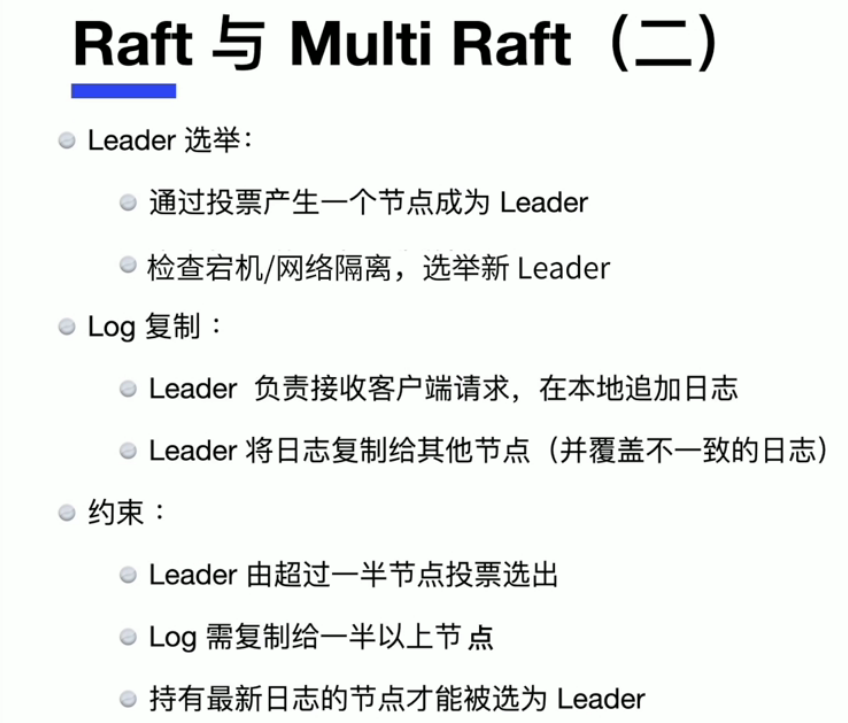 Raft 与 Multi Raft（二）
Leader 选举：
通过投票产生一个节点成为 Leader
检查宕机/网络隔离，选举新 Leader
Log 复制：
Leader 负责接收客户端请求，在本地追加日志
Leader 将日志复制给其他节点（并覆盖不一致的日志）
约束：
Leader 由超过一半节点投票选出
Log 需复制给一半以上节点
持有最新日志的节点才能被选为 Leader